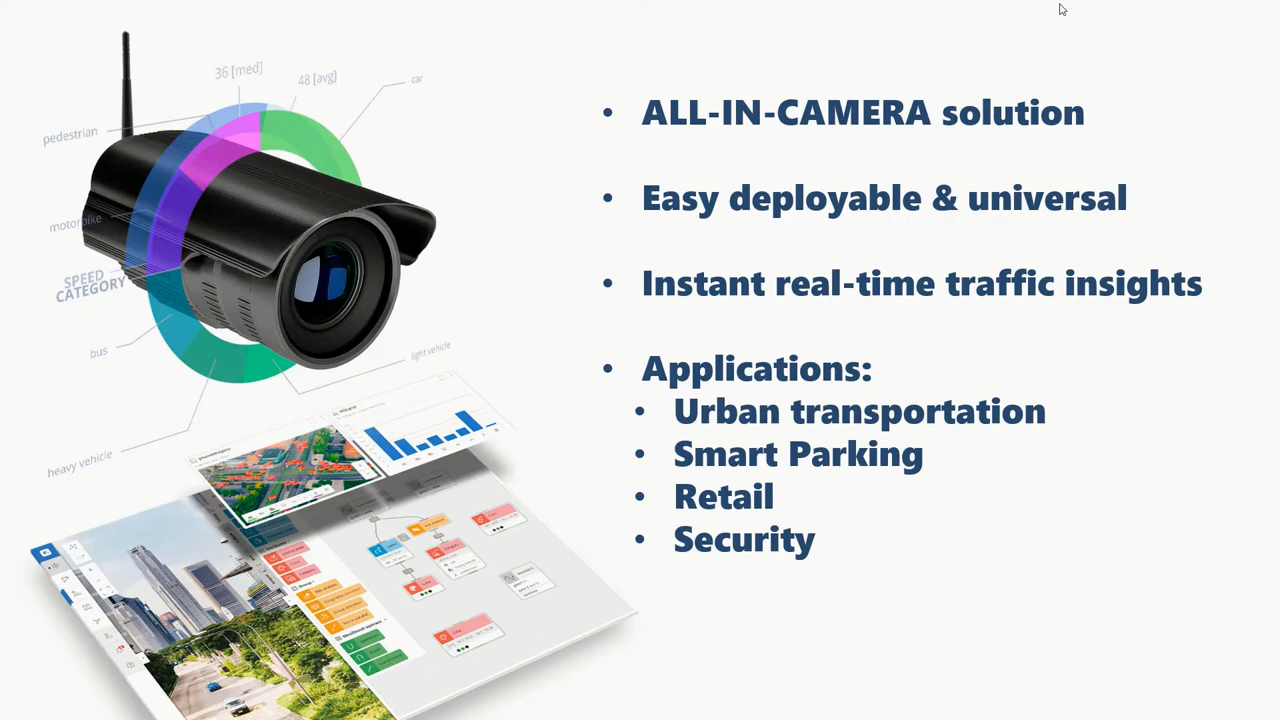 36 [med]
48 [avg]
car
pedestrian
motorbike
SPEED
CATEGORY
bus
light vehicle
heavy vehicle
• ALL-IN-CAMERA solution
• Easy deployable & universal
• Instant real-time traffic insights
• Applications:
• Urban transportation
• Smart Parking
• Retail
• Security